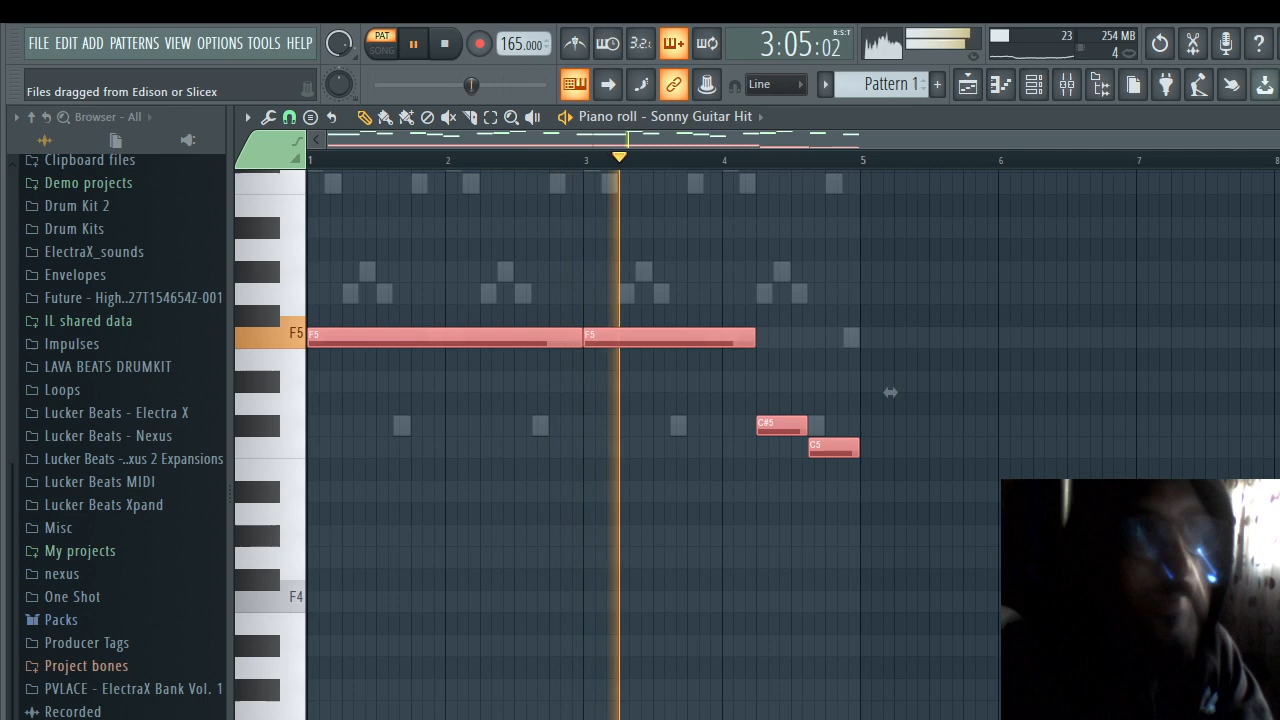 FILE EDIT ADD PATTERNS VIEW OPTIONS TOOLS HELP
PAT
SONG
165.000
3.2.
3:05:02
B:S:T
23
254 MB
4
Files dragged from Edison or Slicex
Line
Pattern 1
+
Browser - All
Piano roll - Sonny Guitar Hit
1 2 3 4 5 6 7 8
Clipboard files
Demo projects
Drum Kit 2
Drum Kits
ElectraX_sounds
Envelopes
Future - High..27T154654Z-001
IL shared data
Impulses
LAVA BEATS DRUMKIT
Loops
Lucker Beats - Electra X
Lucker Beats - Nexus
Lucker Beats -..xus 2 Expansions
Lucker Beats MIDI
Lucker Beats Xpand
Misc
My projects
nexus
One Shot
Packs
Producer Tags
Project bones
PVLACE - ElectraX Bank Vol. 1
Recorded
F5
F5
F5
C#5
C5
F4